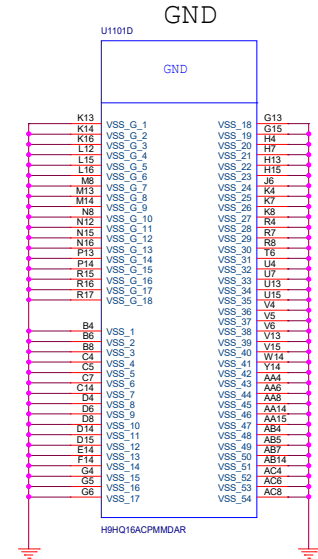 GND
U1101D
GND
K13 VSS_G_1 VSS_18 G13
K14 VSS_G_2 VSS_19 G15
K16 VSS_G_3 VSS_20 H4
L12 VSS_G_4 VSS_21 H7
L15 VSS_G_5 VSS_22 H13
L16 VSS_G_6 VSS_23 H15
M8 VSS_G_7 VSS_24 J6
M13 VSS_G_8 VSS_25 K4
M14 VSS_G_9 VSS_26 K7
N8 VSS_G_10 VSS_27 K8
N12 VSS_G_11 VSS_28 R4
N15 VSS_G_12 VSS_29 R7
N16 VSS_G_13 VSS_30 R8
P13 VSS_G_14 VSS_31 T6
P14 VSS_G_15 VSS_32 U4
R15 VSS_G_16 VSS_33 U7
R16 VSS_G_17 VSS_34 U13
R17 VSS_G_18 VSS_35 U15
VSS_36 V4
VSS_37 V5
B4 VSS_1 VSS_38 V6
B6 VSS_2 VSS_39 V13
B8 VSS_3 VSS_40 V15
C4 VSS_4 VSS_41 W14
C5 VSS_5 VSS_42 Y14
C7 VSS_6 VSS_43 AA4
C14 VSS_7 VSS_44 AA6
D4 VSS_8 VSS_45 AA8
D6 VSS_9 VSS_46 AA14
D8 VSS_10 VSS_47 AA15
D14 VSS_11 VSS_48 AB4
D15 VSS_12 VSS_49 AB5
E14 VSS_13 VSS_50 AB7
F14 VSS_14 VSS_51 AB14
G4 VSS_15 VSS_52 AC4
G5 VSS_16 VSS_53 AC6
G6 VSS_17 VSS_54 AC8
H9HQ16ACPMMDAR